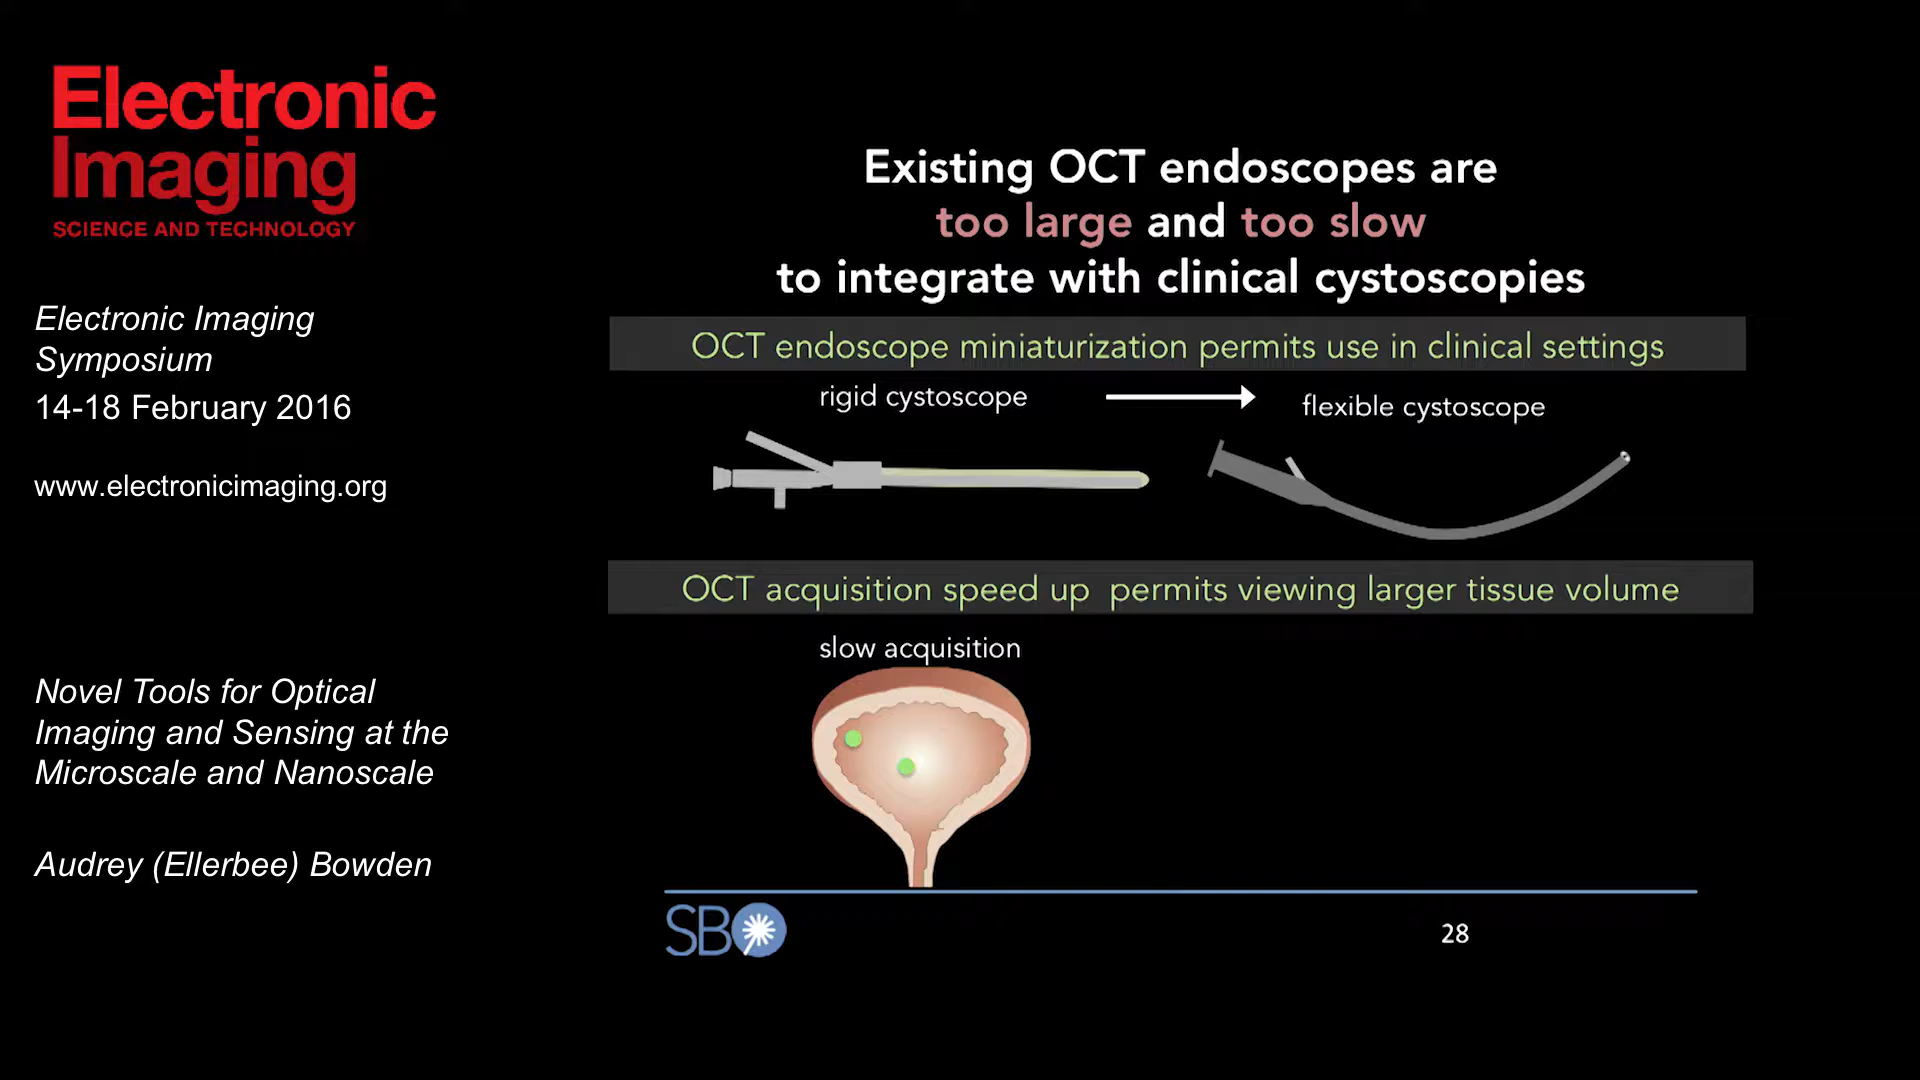 Electronic
Imaging
SCIENCE AND TECHNOLOGY
Electronic Imaging
Symposium
14-18 February 2016
www.electronicimaging.org
Novel Tools for Optical
Imaging and Sensing at the
Microscale and Nanoscale
Audrey (Ellerbee) Bowden
Existing OCT endoscopes are
too large and too slow
to integrate with clinical cystoscopies
OCT endoscope miniaturization permits use in clinical settings
rigid cystoscope
flexible cystoscope
OCT acquisition speed up permits viewing larger tissue volume
slow acquisition
SBO
28